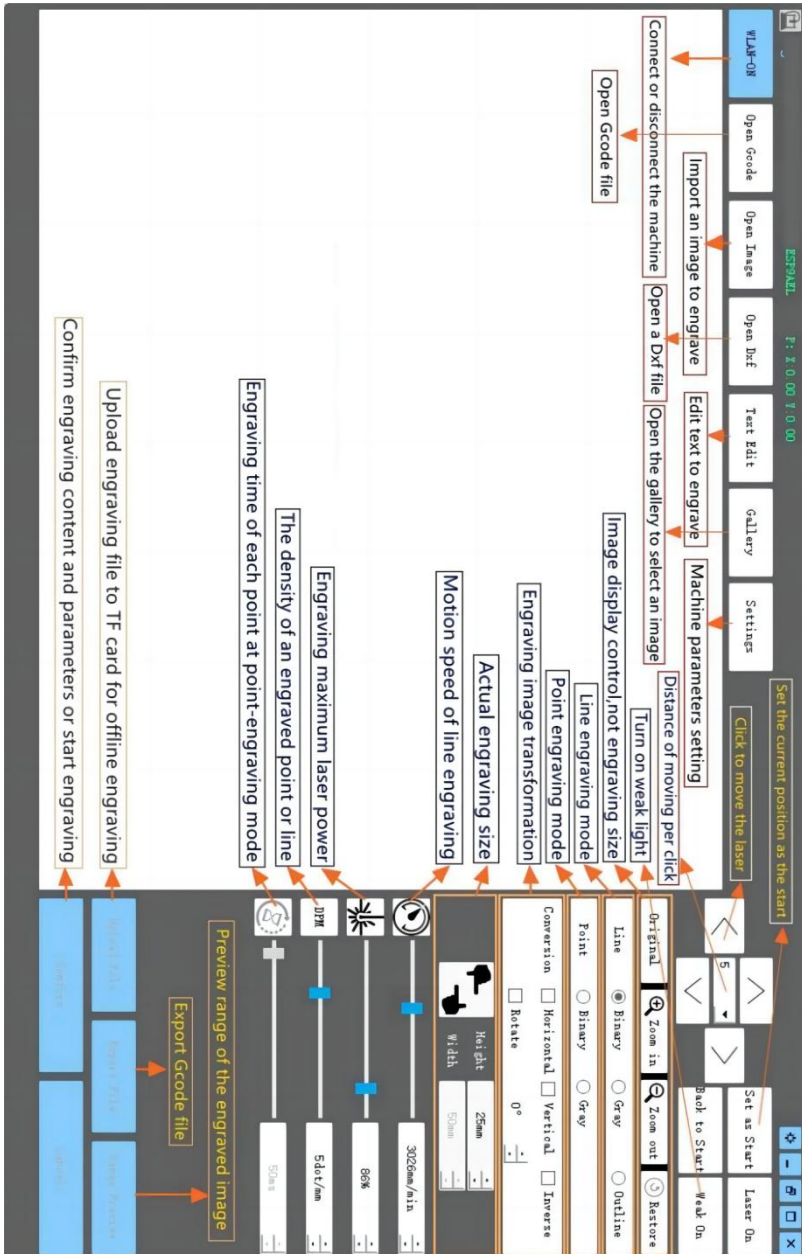 ESP9AEL P: X:0.00 Y:0.00
WLAN-ON
Open Gcode
Open Image
Open Dxf
Text Edit
Gallery
Settings
Set the current position as the start
Click to move the laser
Machine parameters setting
Import an image to engrave
Edit text to engrave
Connect or disconnect the machine
Open a Dxf file
Open the gallery to select an image
Open Gcode file
Distance of moving per click
Turn on weak light
Image display control,not engraving size
Line engraving mode
Point engraving mode
Engraving image transformation
Actual engraving size
Motion speed of line engraving
Engraving maximum laser power
The density of an engraved point or line
Engraving time of each point at point-engraving mode
Upload engraving file to TF card for offline engraving
Confirm engraving content and parameters or start engraving
5
Set as Start
Laser On
Back to Start
Weak On
Original
Zoom in
Zoom out
Restore
Line
Binary
Gray
Outline
Point
Binary
Gray
Conversion
Horizontal
Vertical
Inverse
Rotate
0°
Height
25mm
Width
50mm
3026mm/min
86%
DPM
5dot/mm
50ms
Preview range of the engraved image
Export Gcode file